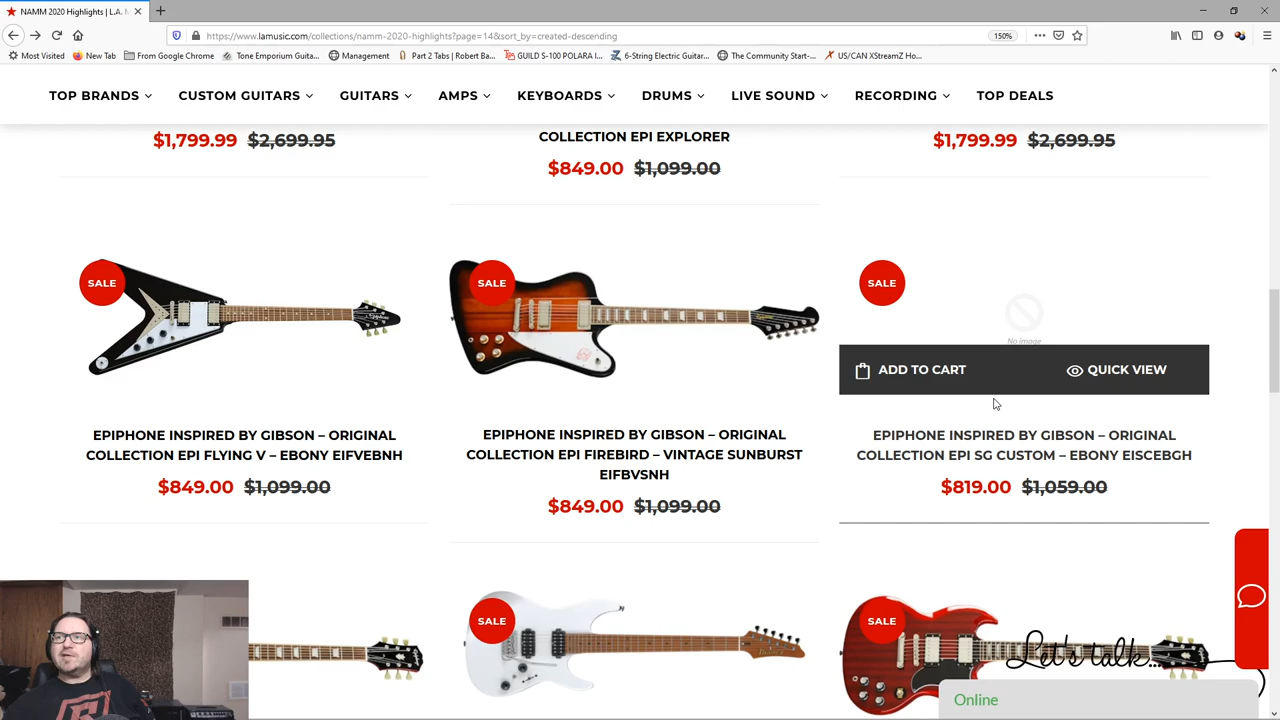 NAMM 2020 Highlights | L.A. M
https://www.lamusic.com/collections/namm-2020-highlights?page=14&sort_by=created-descending
150%
Most Visited
New Tab
From Google Chrome
Tone Emporium Guita...
Management
Part 2 Tabs | Robert Ba...
GUILD S-100 POLARA I...
6-String Electric Guitar...
The Community Start-...
US/CAN XStreamZ Ho...
TOP BRANDS
CUSTOM GUITARS
GUITARS
AMPS
KEYBOARDS
DRUMS
LIVE SOUND
RECORDING
TOP DEALS
$1,799.99 $2,699.95
COLLECTION EPI EXPLORER
$849.00 $1,099.00
$1,799.99 $2,699.95
SALE
EPIPHONE INSPIRED BY GIBSON – ORIGINAL
COLLECTION EPI FLYING V – EBONY EIFVEBNH
$849.00 $1,099.00
SALE
EPIPHONE INSPIRED BY GIBSON – ORIGINAL
COLLECTION EPI FIREBIRD – VINTAGE SUNBURST
EIFBVSNH
$849.00 $1,099.00
SALE
No image
ADD TO CART
QUICK VIEW
EPIPHONE INSPIRED BY GIBSON – ORIGINAL
COLLECTION EPI SG CUSTOM – EBONY EISCEBGH
$819.00 $1,059.00
SALE
SALE
Let's talk...
Online